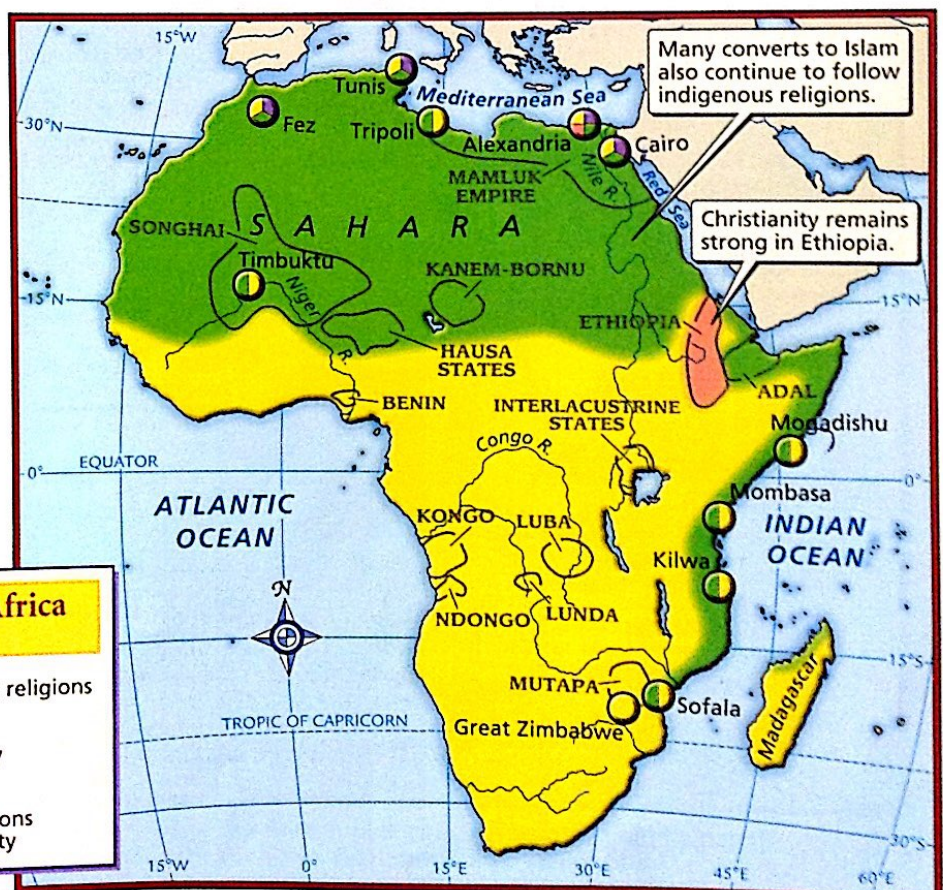 15°W
Many converts to Islam
also continue to follow
indigenous religions.
Tunis
Mediterranean Sea
30°N
Fez
Tripoli
Alexandria
Cairo
MAMLUK
EMPIRE
Nile R.
Red Sea
Christianity remains
strong in Ethiopia.
SONGHAI
SAHARA
Timbuktu
KANEM-BORNU
Niger
R.
15°N
15°N
ETHIOPIA
HAUSA
STATES
ADAL
BENIN
INTERLACUSTRINE
STATES
Mogadishu
Congo R.
EQUATOR
0°
0°
ATLANTIC
OCEAN
Mombasa
INDIAN
OCEAN
KONGO
LUBA
Kilwa
Africa
N
NDONGO
LUNDA
religions
MUTAPA
15°S
Sofala
Madagascar
TROPIC OF CAPRICORN
Great Zimbabwe
ons
ty
30°S
15°W
0°
15°E
30°E
45°E
60°E